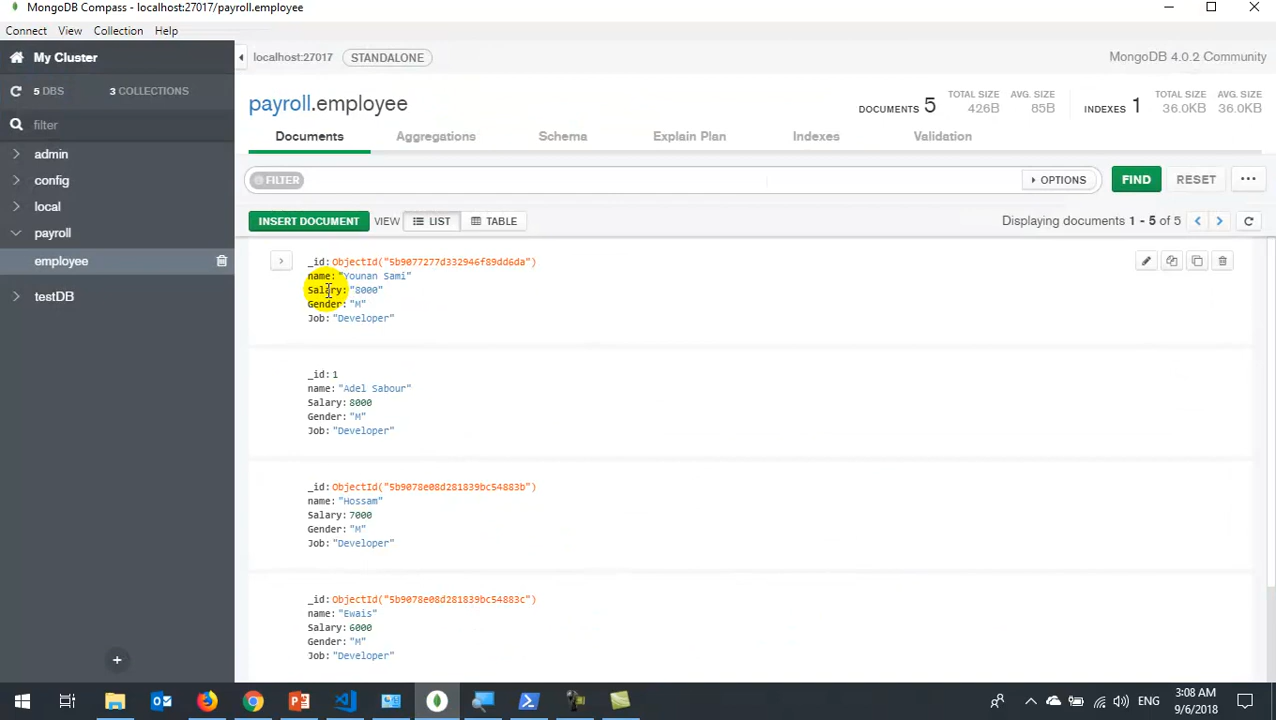 MongoDB Compass - localhost:27017/payroll.employee
Connect View Collection Help
My Cluster
5 DBS 3 COLLECTIONS
filter
admin
config
local
payroll
employee
testDB
localhost:27017 STANDALONE
MongoDB 4.0.2 Community
payroll.employee
DOCUMENTS 5 TOTAL SIZE 426B AVG. SIZE 85B INDEXES 1 TOTAL SIZE 36.0KB AVG. SIZE 36.0KB
Documents Aggregations Schema Explain Plan Indexes Validation
FILTER OPTIONS FIND RESET ...
INSERT DOCUMENT VIEW LIST TABLE Displaying documents 1 - 5 of 5
_id: ObjectId("5b9077277d332946f89dd6da")
name: "Younan Sami"
Salary: "8000"
Gender: "M"
Job: "Developer"
_id: 1
name: "Adel Sabour"
Salary: 8000
Gender: "M"
Job: "Developer"
_id: ObjectId("5b9078e08d281839bc54883b")
name: "Hossam"
Salary: 7000
Gender: "M"
Job: "Developer"
_id: ObjectId("5b9078e08d281839bc54883c")
name: "Ewais"
Salary: 6000
Gender: "M"
Job: "Developer"
ENG
3:08 AM
9/6/2018